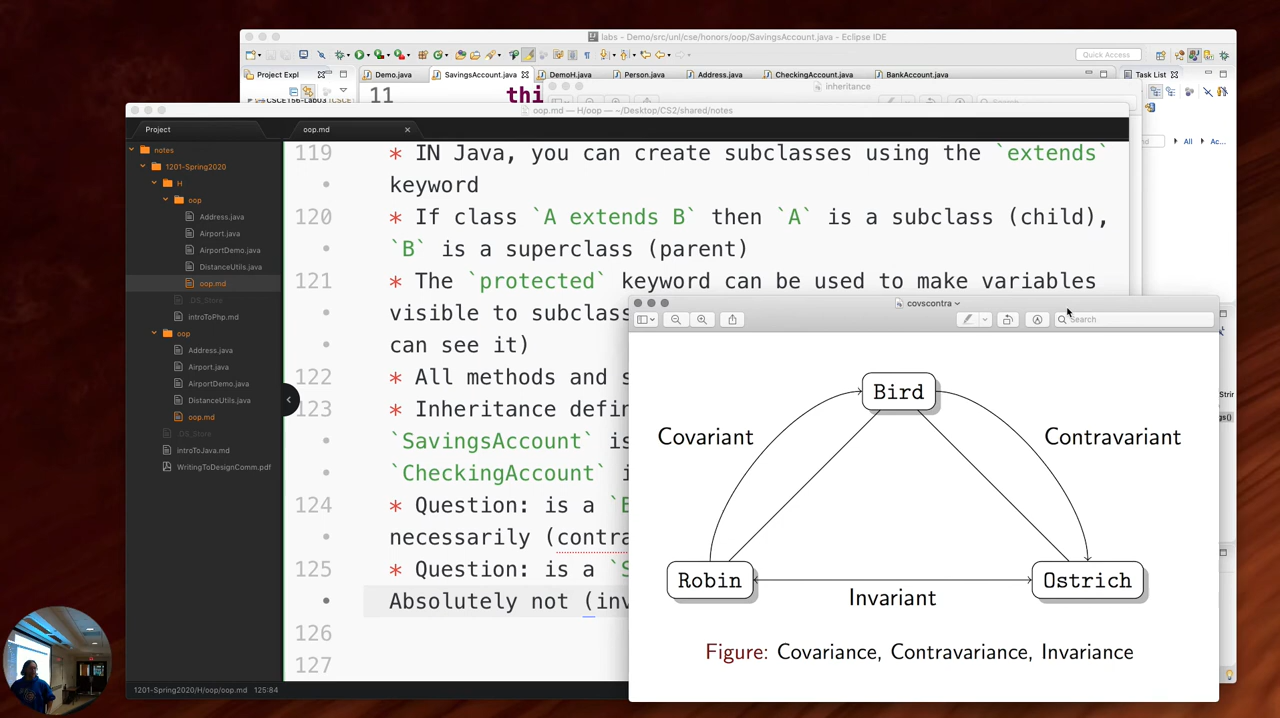 labs - Demo/src/unl/cse/honors/oop/SavingsAccount.java - Eclipse IDE
Quick Access
Project Expl
Demo.java
SavingsAccount.java
DemoH.java
Person.java
Address.java
CheckingAccount.java
BankAccount.java
Task List
11
thi
inheritance
All
Ac...
oop.md — H/oop — ~/Desktop/CS2/shared/notes
Project
oop.md
notes
1201-Spring2020
H
oop
Address.java
Airport.java
AirportDemo.java
DistanceUtils.java
oop.md
.DS_Store
introToPhp.md
oop
Address.java
Airport.java
AirportDemo.java
DistanceUtils.java
oop.md
.DS_Store
introToJava.md
WritingToDesignComm.pdf
119 * IN Java, you can create subclasses using the `extends`
keyword
120 * If class `A extends B` then `A` is a subclass (child),
`B` is a superclass (parent)
121 * The `protected` keyword can be used to make variables
visible to subclass
can see it)
122 * All methods and s
123 * Inheritance defin
`SavingsAccount` is
`CheckingAccount` i
124 * Question: is a `B
necessarily (contra
125 * Question: is a `S
Absolutely not (inv
126
127
1201-Spring2020/H/oop/oop.md 125:84
covscontra
Search
Bird
Covariant
Contravariant
Robin
Ostrich
Invariant
Figure: Covariance, Contravariance, Invariance